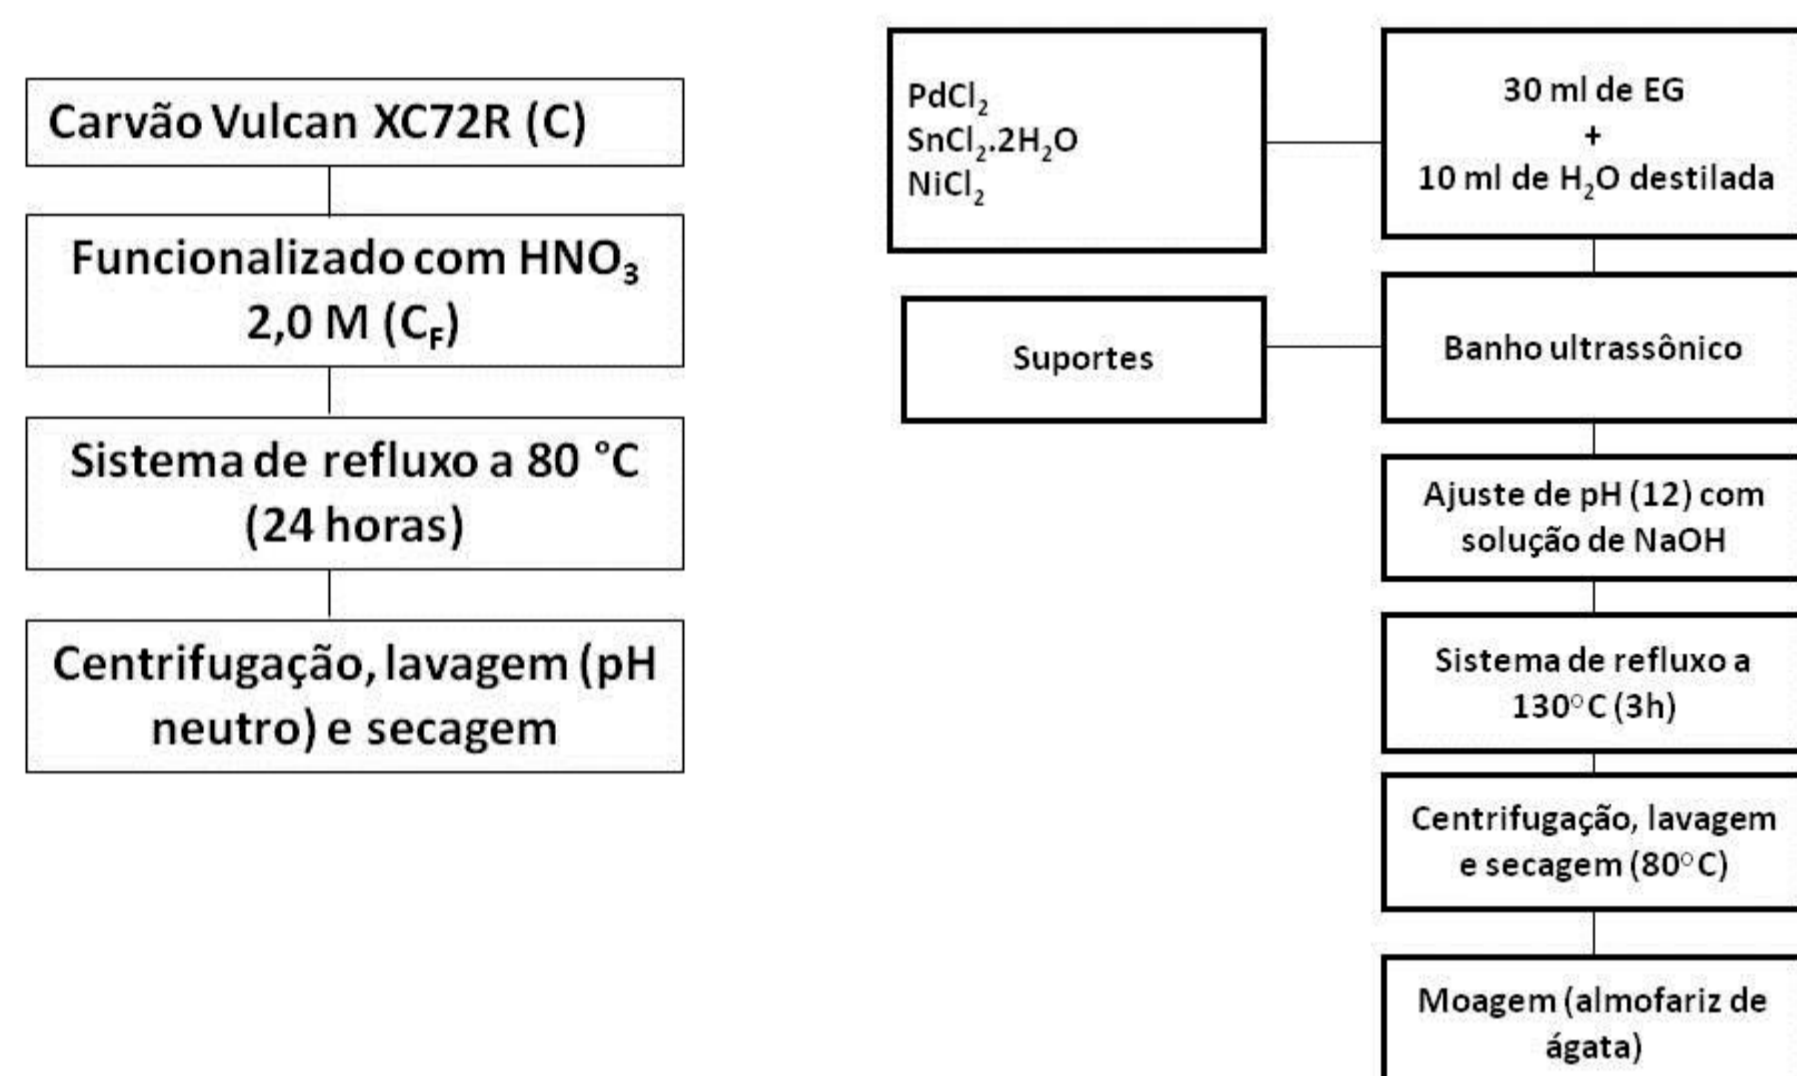 Carvão Vulcan XC72R (C)
Funcionalizado com HNO₃
2,0 M (C_F)
Sistema de refluxo a 80 °C
(24 horas)
Centrifugação, lavagem (pH
neutro) e secagem
PdCl₂
SnCl₂.2H₂O
NiCl₂
30 ml de EG
+
10 ml de H₂O destilada
Suportes
Banho ultrassônico
Ajuste de pH (12) com
solução de NaOH
Sistema de refluxo a
130°C (3h)
Centrifugação, lavagem
e secagem (80°C)
Moagem (almofariz de
ágata)